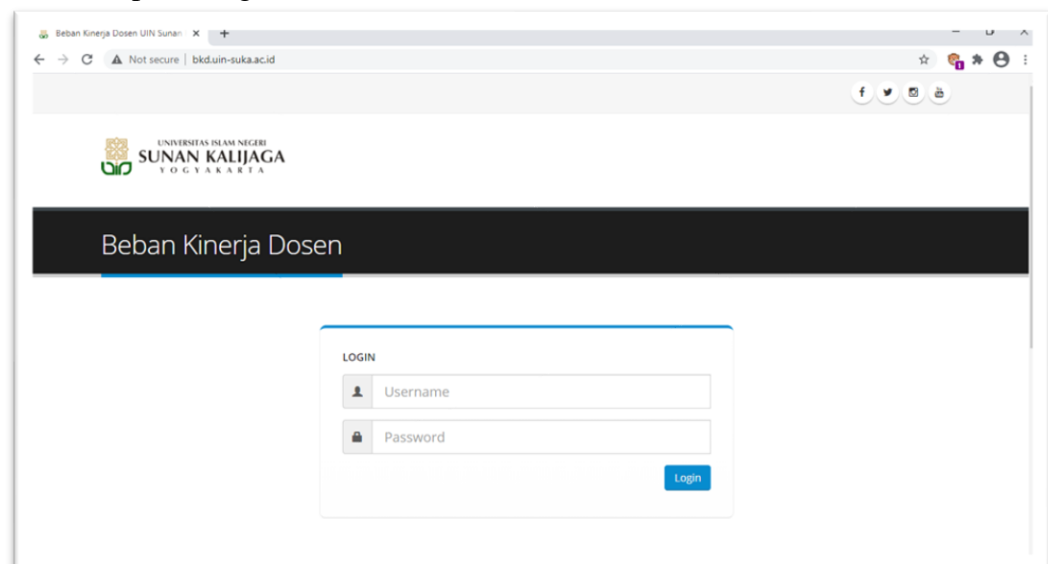 Beban Kinerja Dosen UIN Sunan
Not secure | bkd.uin-suka.ac.id
UNIVERSITAS ISLAM NEGERI
SUNAN KALIJAGA
YOGYAKARTA
Beban Kinerja Dosen
LOGIN
Username
Password
Login